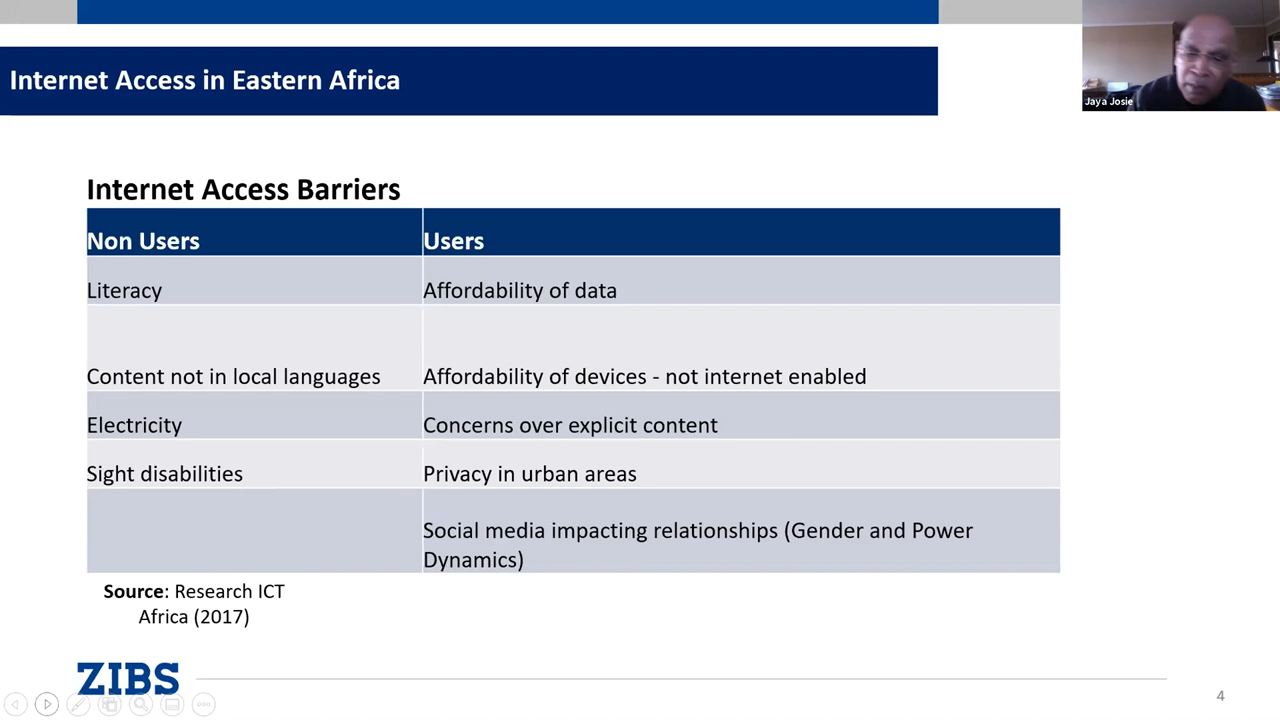 Internet Access in Eastern Africa
Jaya Josie
Internet Access Barriers
Non Users
Users
Literacy
Affordability of data
Content not in local languages
Affordability of devices - not internet enabled
Electricity
Concerns over explicit content
Sight disabilities
Privacy in urban areas
Social media impacting relationships (Gender and Power
Dynamics)
Source: Research ICT
Africa (2017)
ZIBS
4